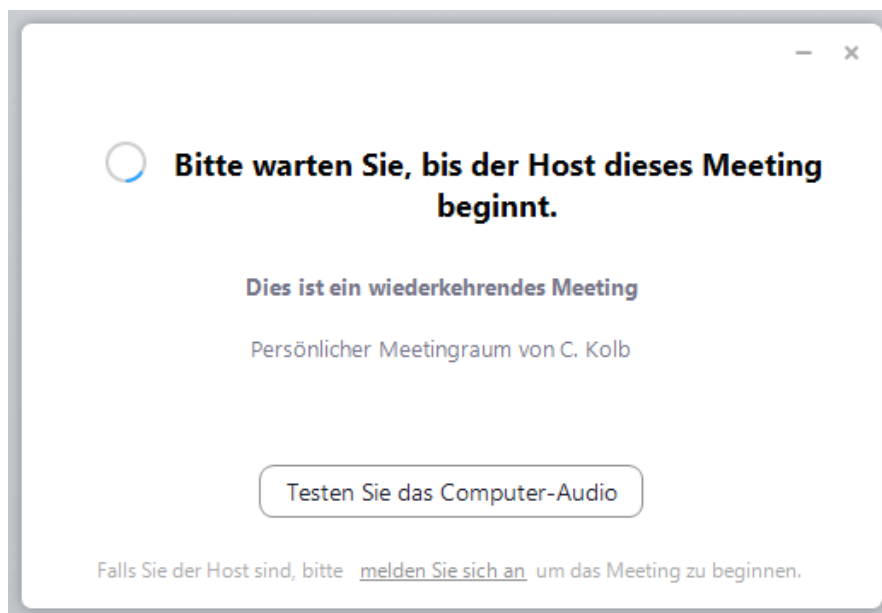 Bitte warten Sie, bis der Host dieses Meeting
beginnt.
Dies ist ein wiederkehrendes Meeting
Persönlicher Meetingraum von C. Kolb
Testen Sie das Computer-Audio
Falls Sie der Host sind, bitte melden Sie sich an um das Meeting zu beginnen.